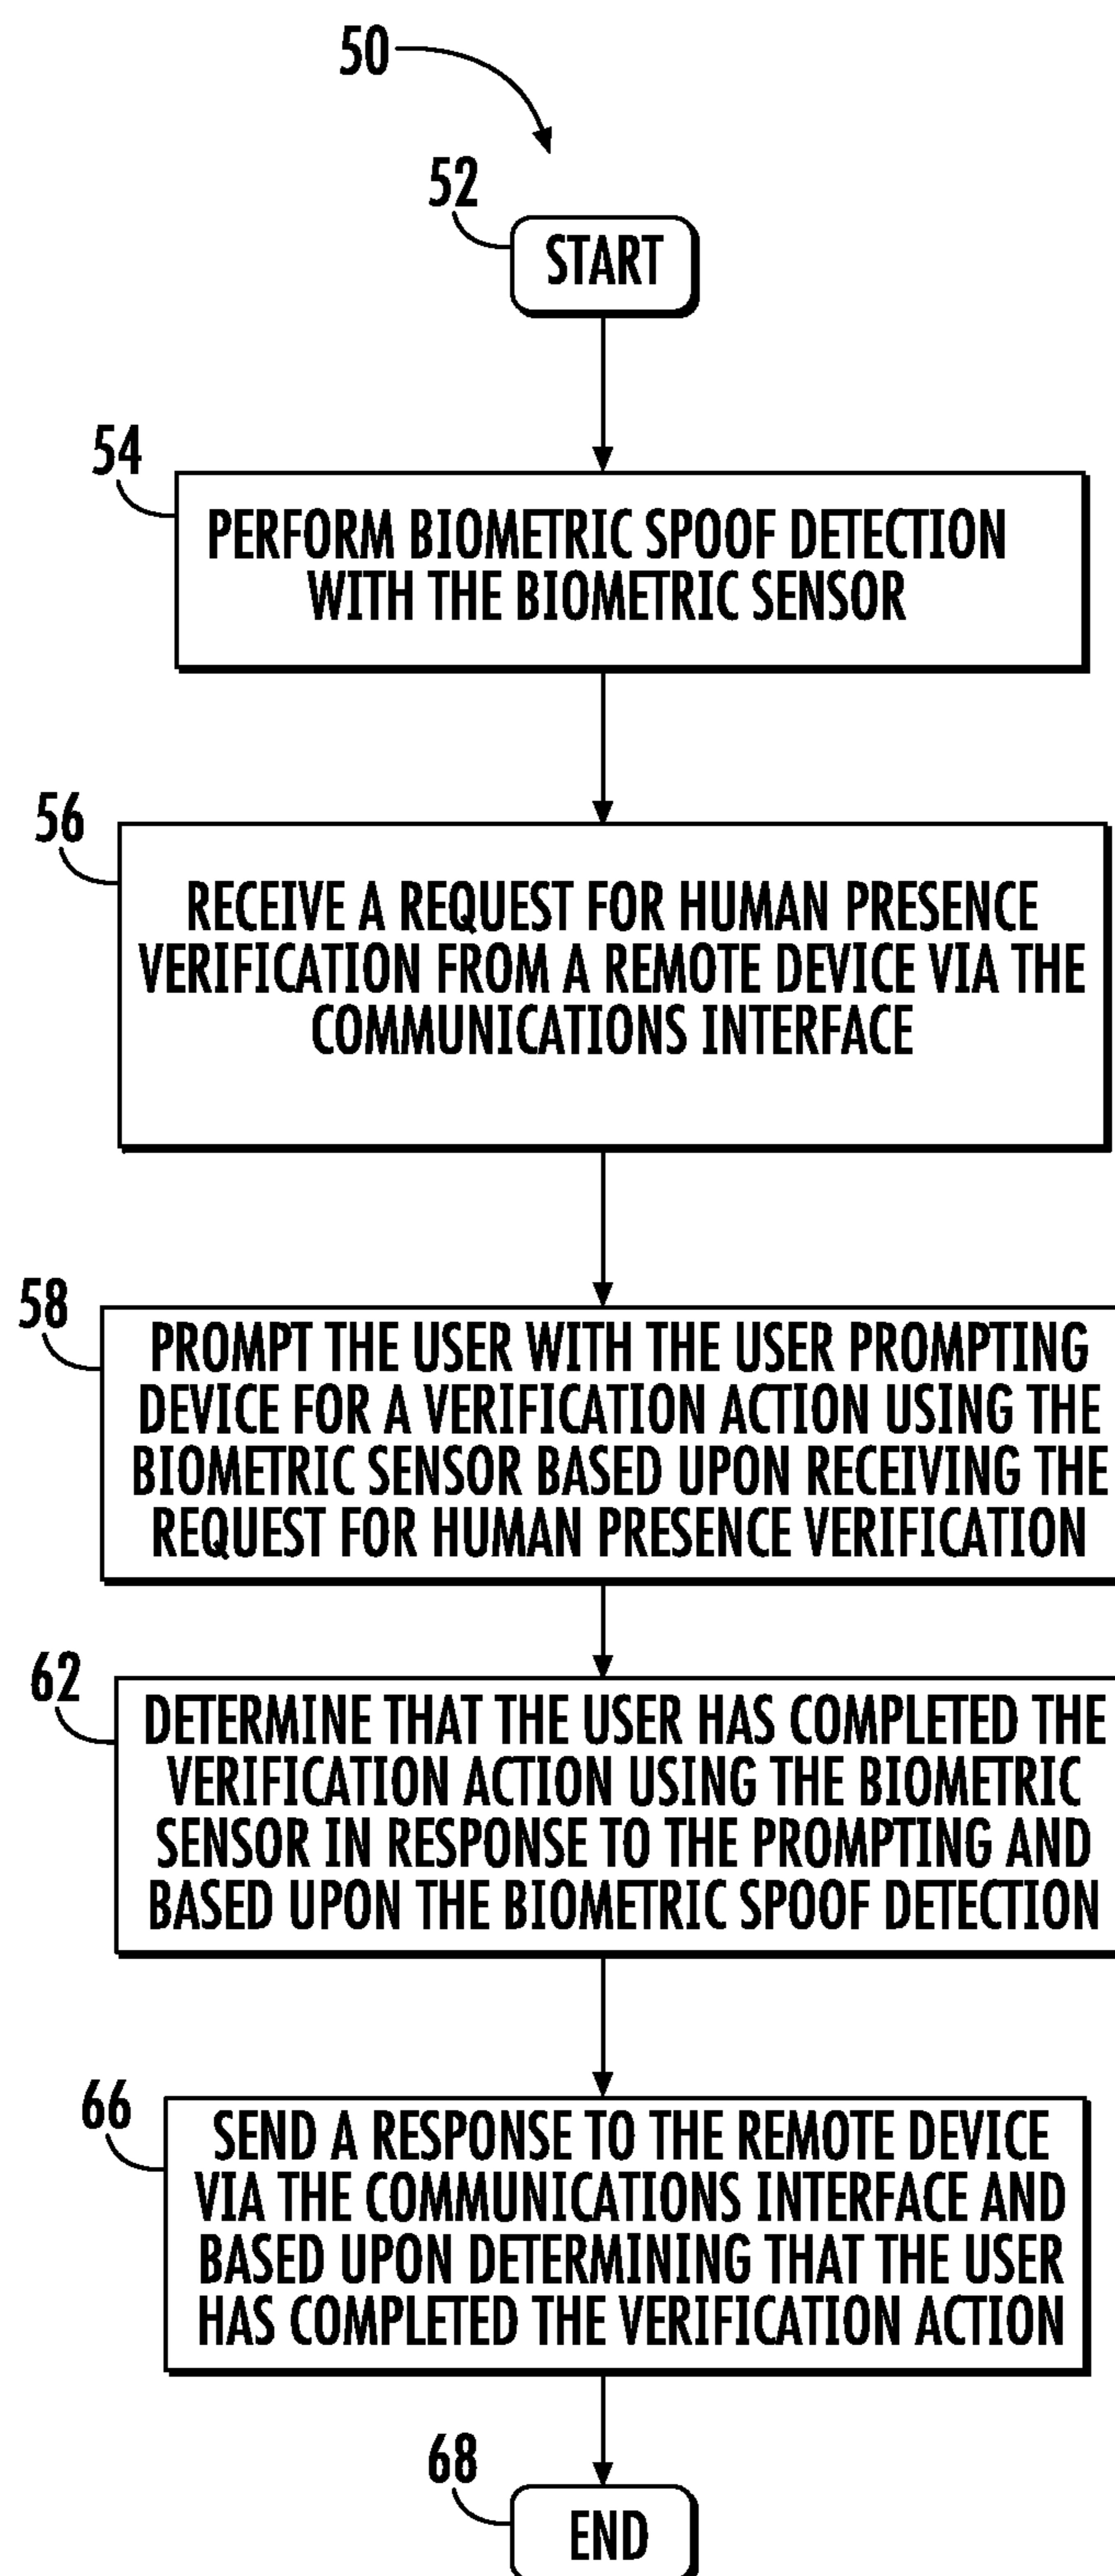 50
52
START
54
PERFORM BIOMETRIC SPOOF DETECTION
WITH THE BIOMETRIC SENSOR
56
RECEIVE A REQUEST FOR HUMAN PRESENCE
VERIFICATION FROM A REMOTE DEVICE VIA THE
COMMUNICATIONS INTERFACE
58
PROMPT THE USER WITH THE USER PROMPTING
DEVICE FOR A VERIFICATION ACTION USING THE
BIOMETRIC SENSOR BASED UPON RECEIVING THE
REQUEST FOR HUMAN PRESENCE VERIFICATION
62
DETERMINE THAT THE USER HAS COMPLETED THE
VERIFICATION ACTION USING THE BIOMETRIC
SENSOR IN RESPONSE TO THE PROMPTING AND
BASED UPON THE BIOMETRIC SPOOF DETECTION
66
SEND A RESPONSE TO THE REMOTE DEVICE
VIA THE COMMUNICATIONS INTERFACE AND
BASED UPON DETERMINING THAT THE USER
HAS COMPLETED THE VERIFICATION ACTION
68
END